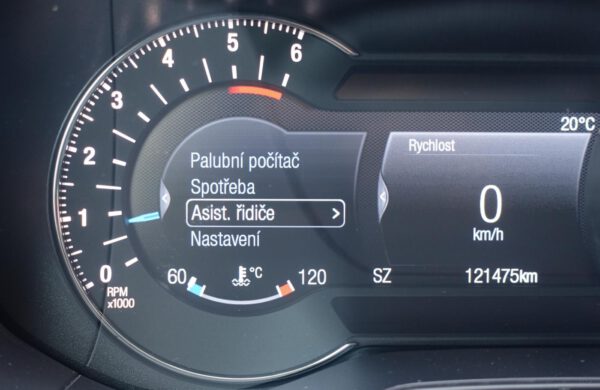 0
1
2
3
4
5
6
RPM
x1000
Palubní počítač
Spotřeba
Asist. řidiče >
Nastavení
60 °C 120
20°C
Rychlost
0
km/h
SZ 121475km